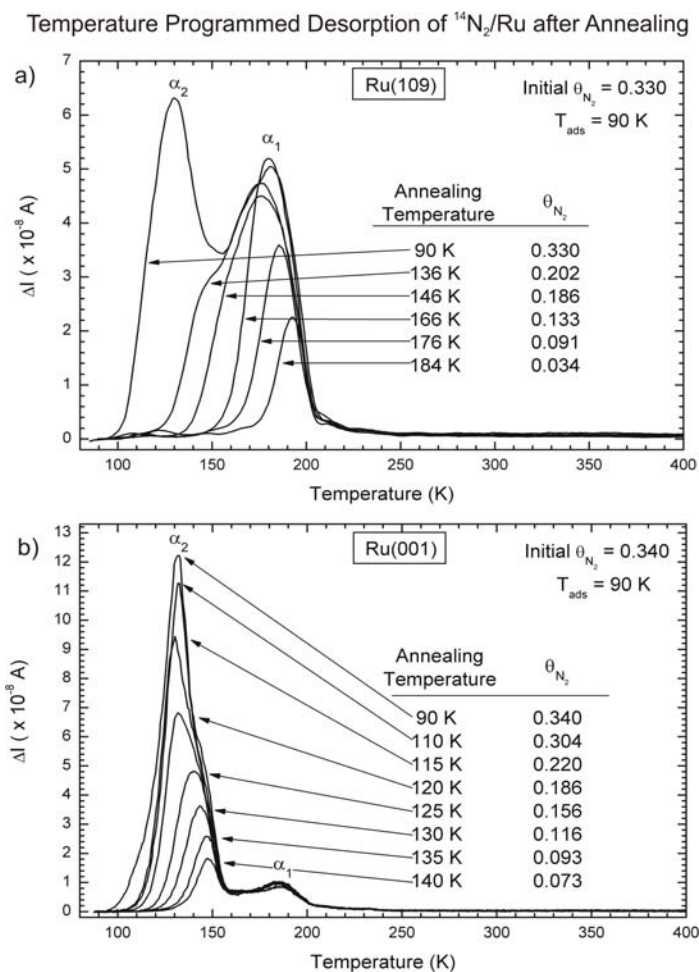 Temperature Programmed Desorption of ¹⁴N₂/Ru after Annealing
a)
7
6
5
4
3
2
1
0
ΔI ( x 10⁻⁸ A)
α₂
α₁
Ru(109)
Initial θ_N₂ = 0.330
T_ads = 90 K
Annealing Temperature θ_N₂
90 K 0.330
136 K 0.202
146 K 0.186
166 K 0.133
176 K 0.091
184 K 0.034
100 150 200 250 300 350 400
Temperature (K)
b)
13
12
11
10
9
8
7
6
5
4
3
2
1
0
ΔI ( x 10⁻⁸ A)
α₂
α₁
Ru(001)
Initial θ_N₂ = 0.340
T_ads = 90 K
Annealing Temperature θ_N₂
90 K 0.340
110 K 0.304
115 K 0.220
120 K 0.186
125 K 0.156
130 K 0.116
135 K 0.093
140 K 0.073
100 150 200 250 300 350 400
Temperature (K)